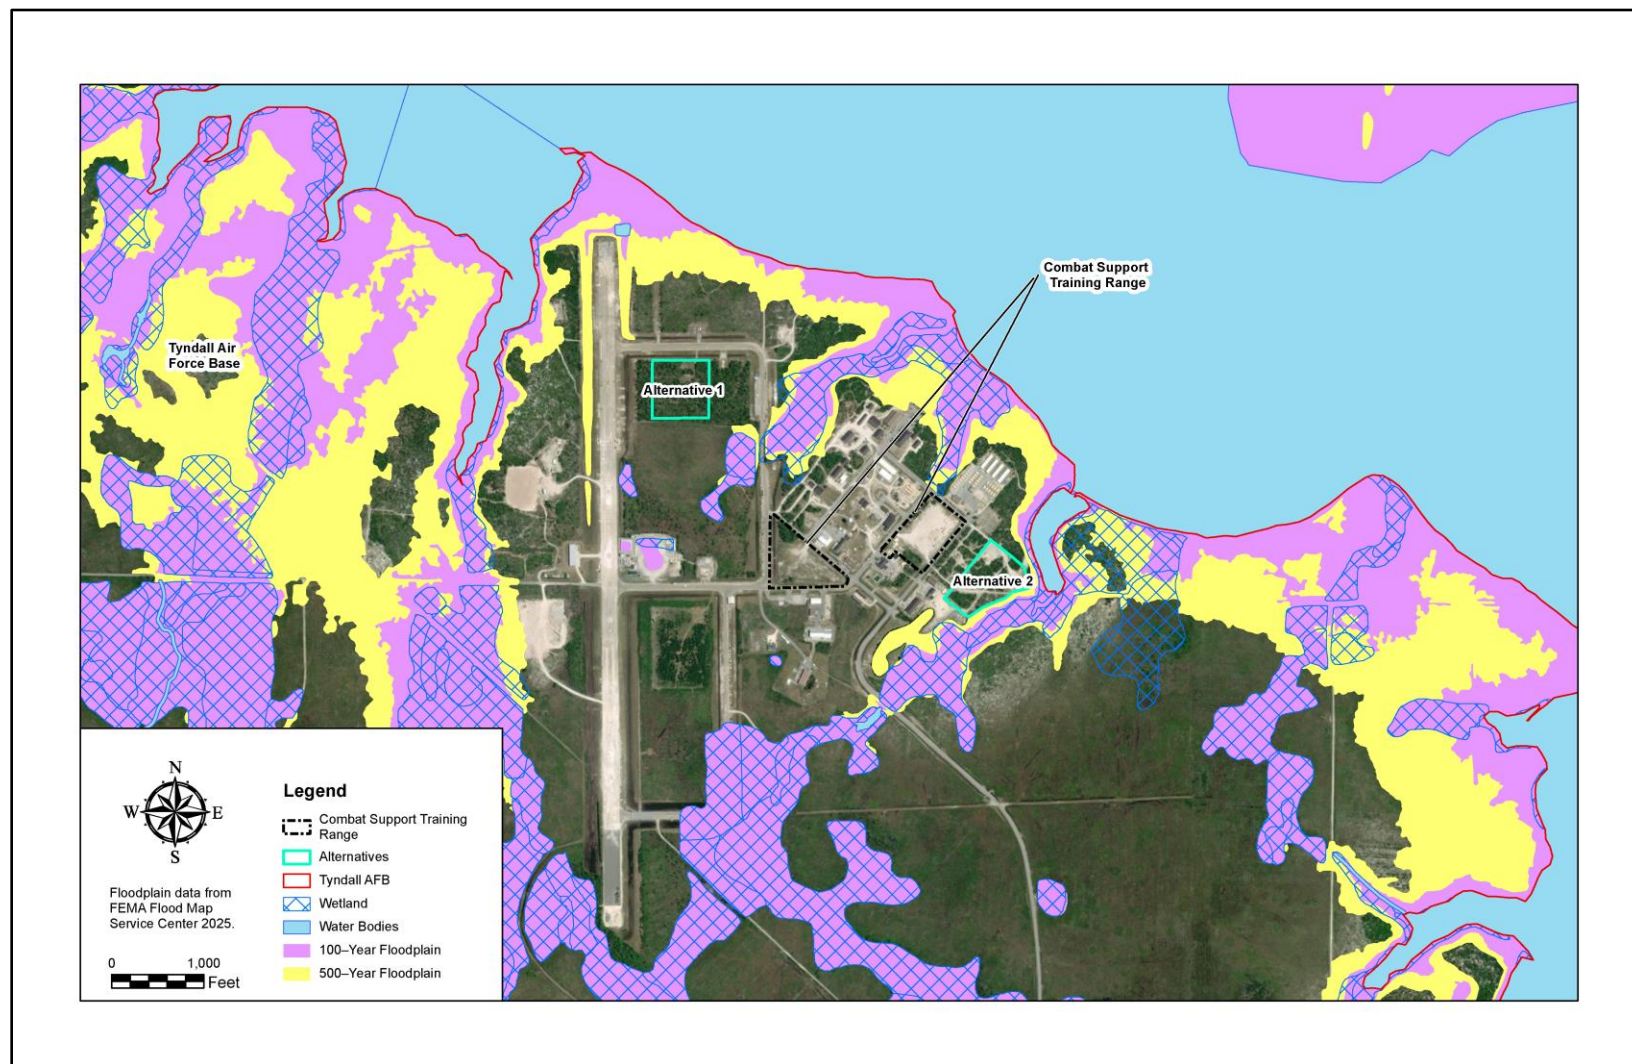 Combat Support
Training Range
Tyndall Air
Force Base
Alternative 1
Alternative 2
N
W
E
S
Floodplain data from
FEMA Flood Map
Service Center 2025.
0 1,000
Feet
Legend
Combat Support Training
Range
Alternatives
Tyndall AFB
Wetland
Water Bodies
100–Year Floodplain
500–Year Floodplain